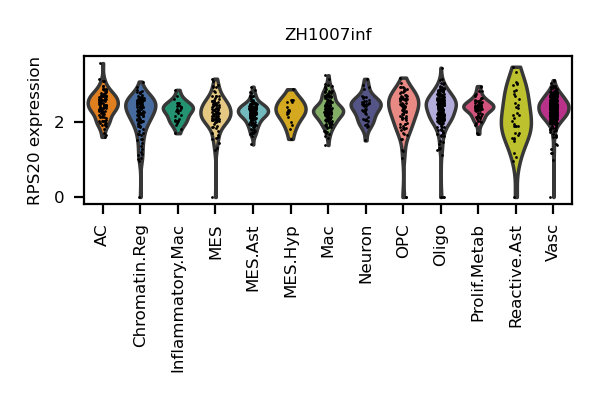 ZH1007inf
RPS20 expression
2
0
AC
Chromatin.Reg
Inflammatory.Mac
MES
MES.Ast
MES.Hyp
Mac
Neuron
OPC
Oligo
Prolif.Metab
Reactive.Ast
Vasc